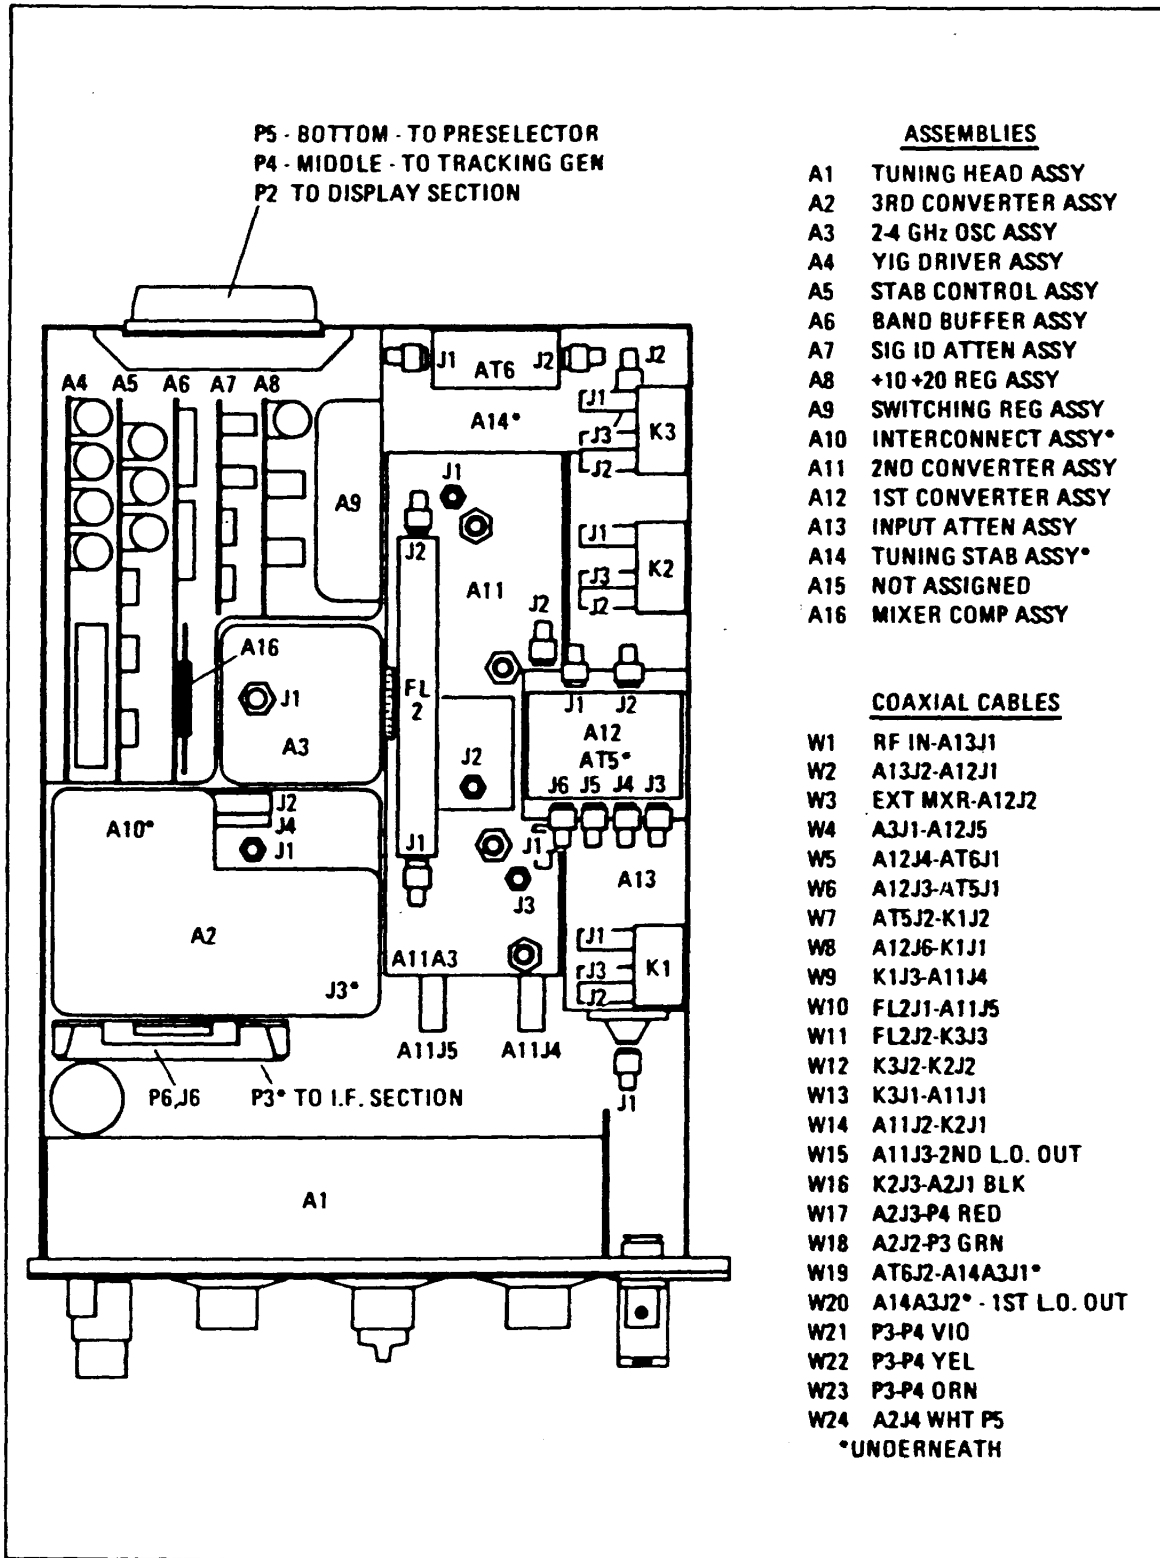 P5 - BOTTOM - TO PRESELECTOR
P4 - MIDDLE - TO TRACKING GEN
P2 TO DISPLAY SECTION
A4
A5
A6
A7
A8
A9
J1
AT6
J2
A14*
J2
J1
J3
J2
K3
J1
J2
A11
J2
J1
J3
J2
K2
A16
J1
A3
FL
2
J2
J1
J2
A12
AT5*
J6 J5 J4 J3
A10*
J2
J4
J1
A2
J3*
J1
J1
J3
A13
A11A3
J1
J3
J2
K1
A11J5
A11J4
P6,J6
P3* TO I.F. SECTION
J1
A1
ASSEMBLIES
A1 TUNING HEAD ASSY
A2 3RD CONVERTER ASSY
A3 2-4 GHz OSC ASSY
A4 YIG DRIVER ASSY
A5 STAB CONTROL ASSY
A6 BAND BUFFER ASSY
A7 SIG ID ATTEN ASSY
A8 +10 +20 REG ASSY
A9 SWITCHING REG ASSY
A10 INTERCONNECT ASSY*
A11 2ND CONVERTER ASSY
A12 1ST CONVERTER ASSY
A13 INPUT ATTEN ASSY
A14 TUNING STAB ASSY*
A15 NOT ASSIGNED
A16 MIXER COMP ASSY
COAXIAL CABLES
W1 RF IN-A13J1
W2 A13J2-A12J1
W3 EXT MXR-A12J2
W4 A3J1-A12J5
W5 A12J4-AT6J1
W6 A12J3-AT5J1
W7 AT5J2-K1J2
W8 A12J6-K1J1
W9 K1J3-A11J4
W10 FL2J1-A11J5
W11 FL2J2-K3J3
W12 K3J2-K2J2
W13 K3J1-A11J1
W14 A11J2-K2J1
W15 A11J3-2ND L.O. OUT
W16 K2J3-A2J1 BLK
W17 A2J3-P4 RED
W18 A2J2-P3 GRN
W19 AT6J2-A14A3J1*
W20 A14A3J2* - 1ST L.O. OUT
W21 P3-P4 VIO
W22 P3-P4 YEL
W23 P3-P4 ORN
W24 A2J4 WHT P5
*UNDERNEATH